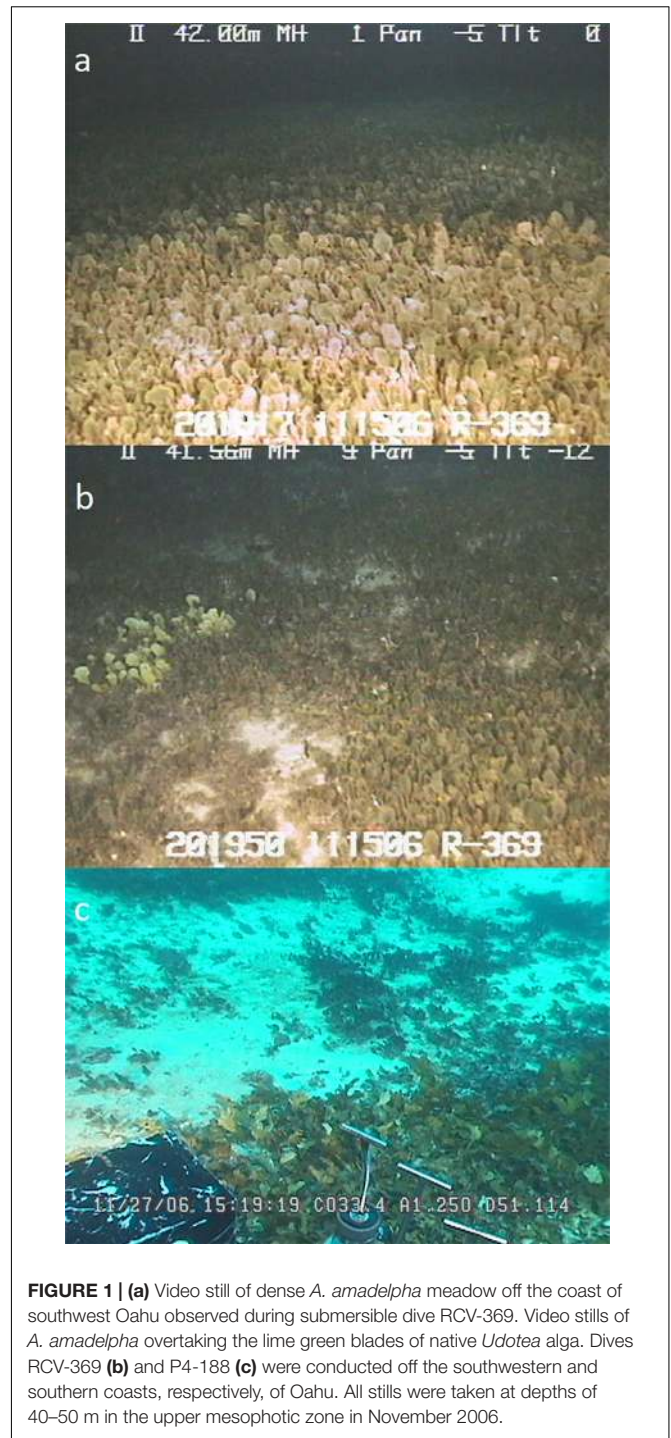 a
II 42.00m MH 1 Pan -5 Tlt 0
111506 R-369
b
II 41.56m MH 9 Pan -5 Tlt -12
201950 111506 R-369
c
11/27/06 15:19:19 C033.4 A1.250 D51.114
FIGURE 1 | (a) Video still of dense A. amadelpha meadow off the coast of
southwest Oahu observed during submersible dive RCV-369. Video stills of
A. amadelpha overtaking the lime green blades of native Udotea alga. Dives
RCV-369 (b) and P4-188 (c) were conducted off the southwestern and
southern coasts, respectively, of Oahu. All stills were taken at depths of
40–50 m in the upper mesophotic zone in November 2006.